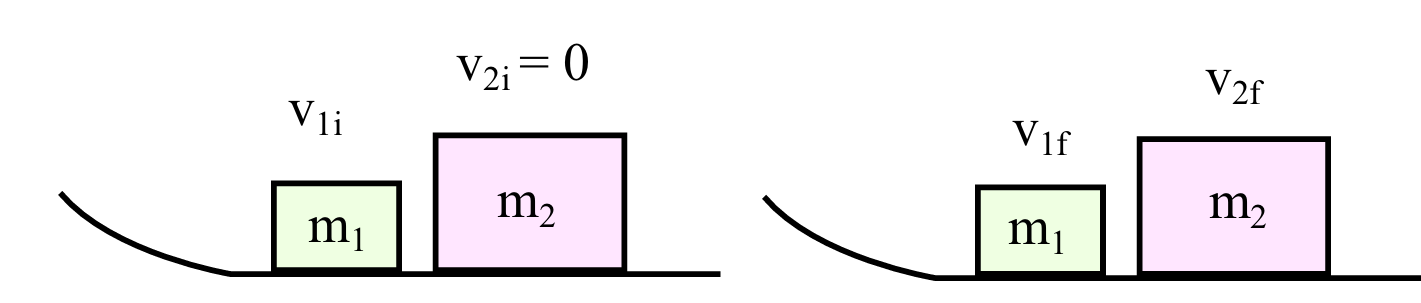 v₂ᵢ = 0
v₁ᵢ
m₁
m₂
v₂f
v₁f
m₁
m₂